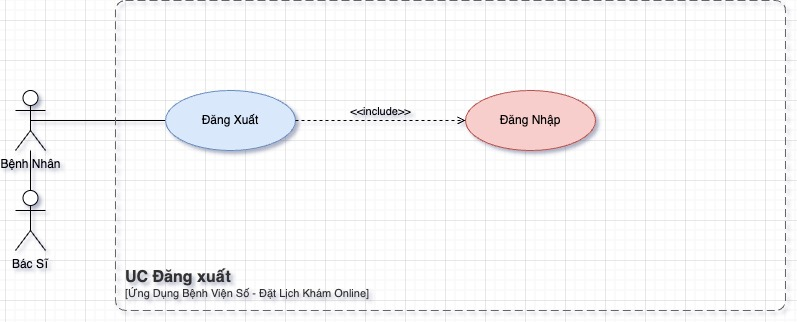 Đăng Xuất
<<include>>
Đăng Nhập
Bệnh Nhân
Bác Sĩ
UC Đăng xuất
[Ứng Dụng Bệnh Viện Số - Đặt Lịch Khám Online]